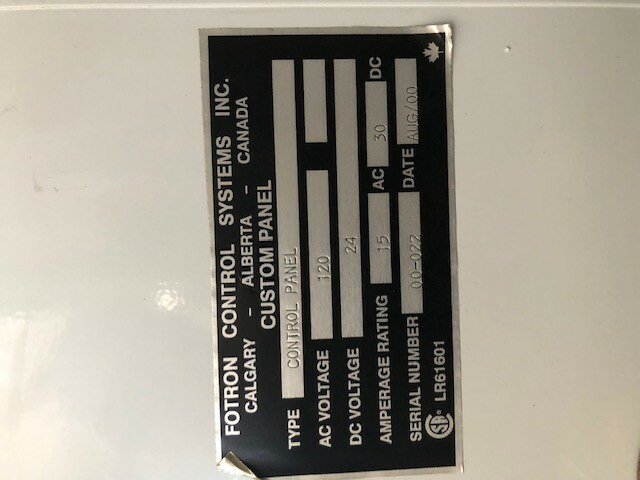 FOTRON CONTROL SYSTEMS INC.
CALGARY - ALBERTA - CANADA
CUSTOM PANEL
TYPE CONTROL PANEL
AC VOLTAGE 120
DC VOLTAGE 24
AMPERAGE RATING 15 AC 30 DC
SERIAL NUMBER 00-022 DATE AUG/00
SA LR61601